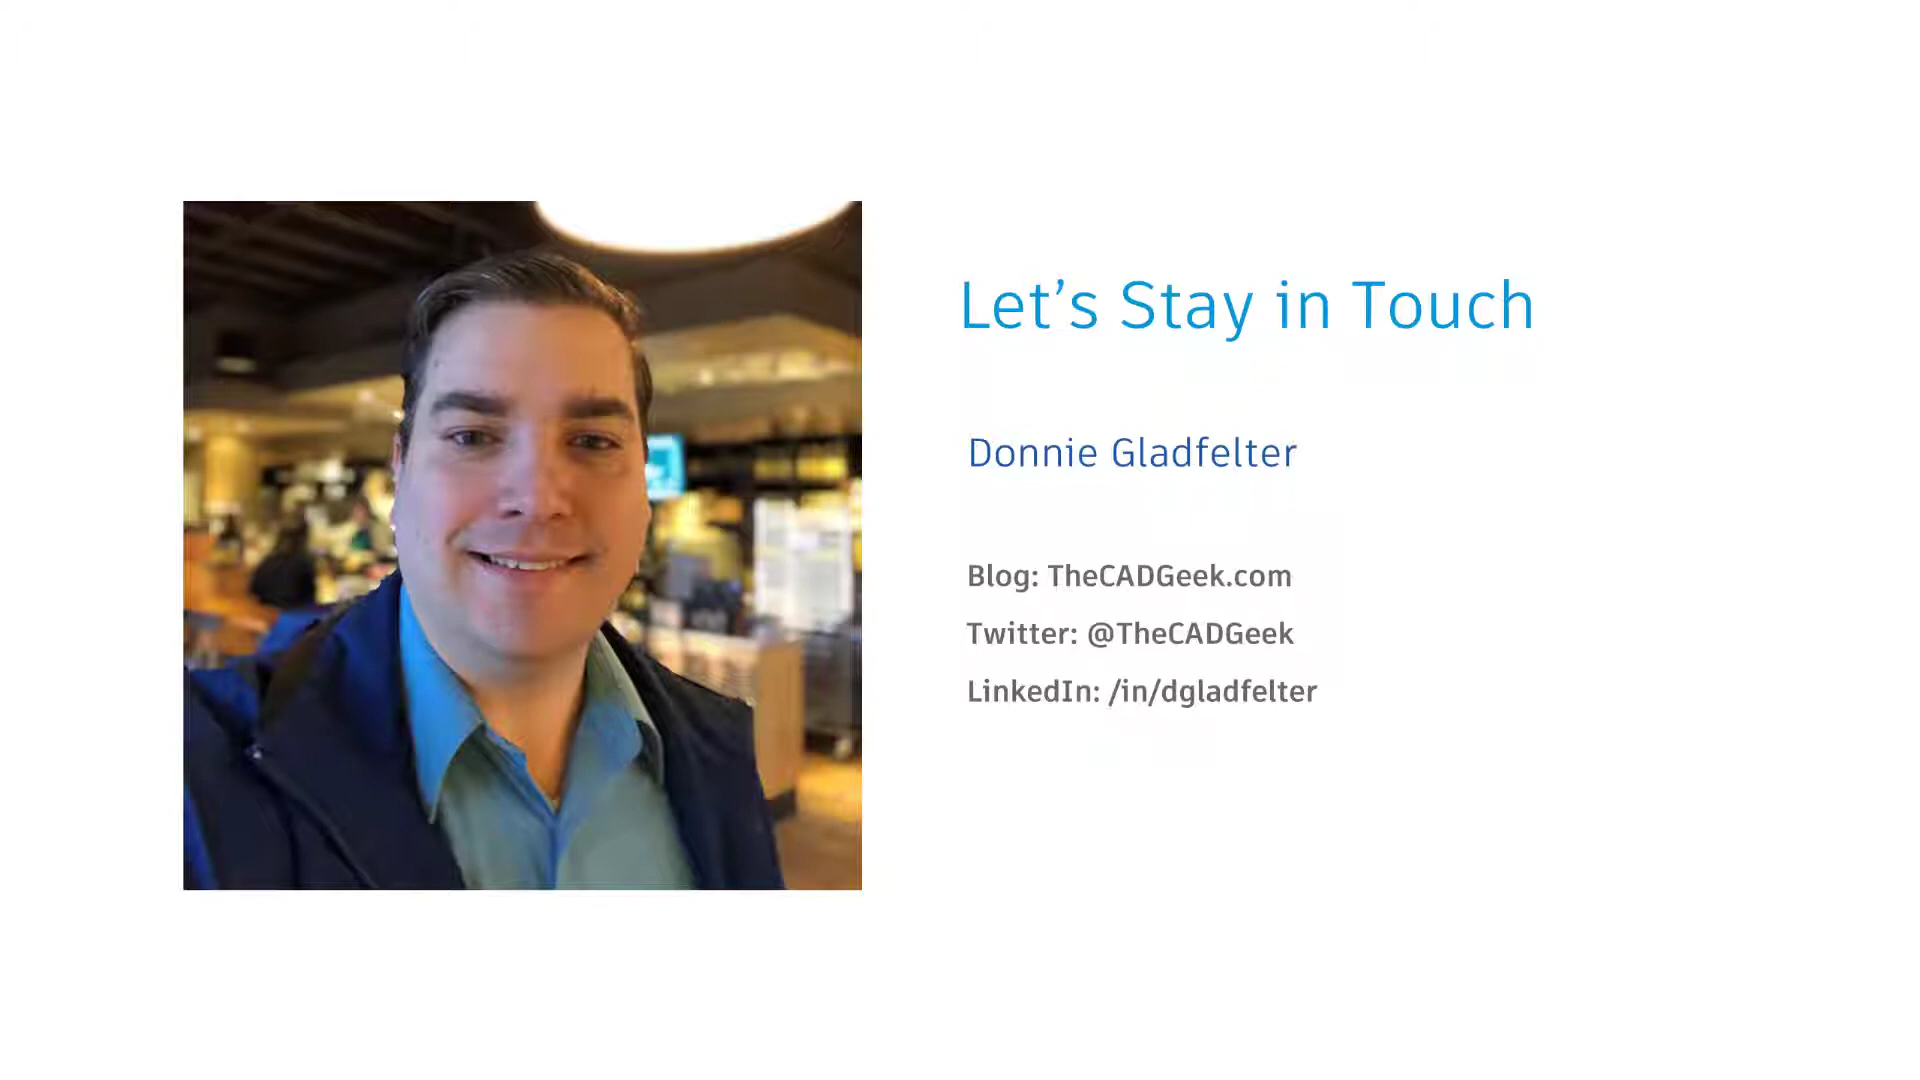 Let’s Stay in Touch
Donnie Gladfelter
Blog: TheCADGeek.com
Twitter: @TheCADGeek
LinkedIn: /in/dgladfelter